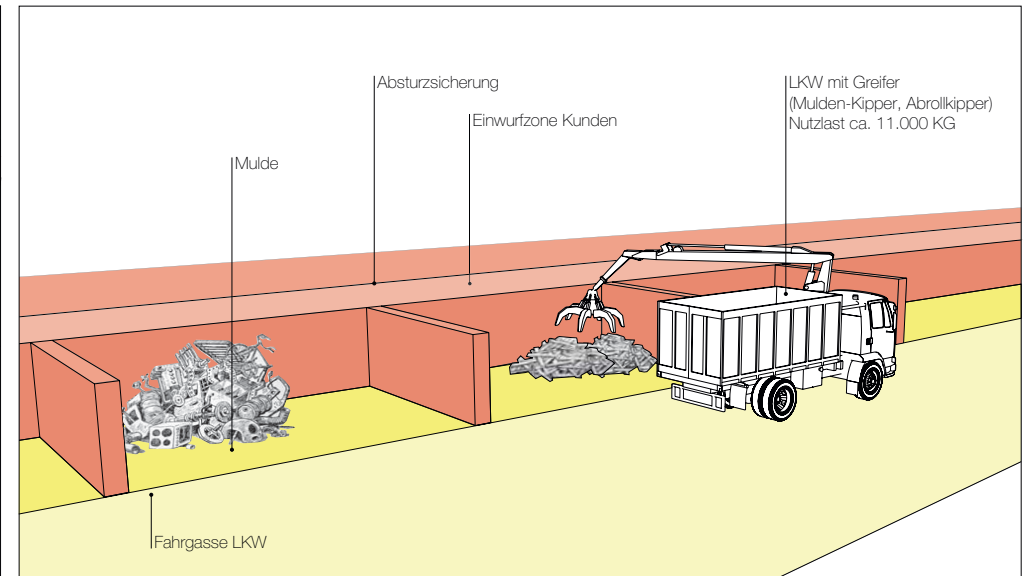 Absturzsicherung
LKW mit Greifer
(Mulden-Kipper, Abrollkipper)
Nutzlast ca. 11.000 KG
Einwurfzone Kunden
Mulde
Fahrgasse LKW